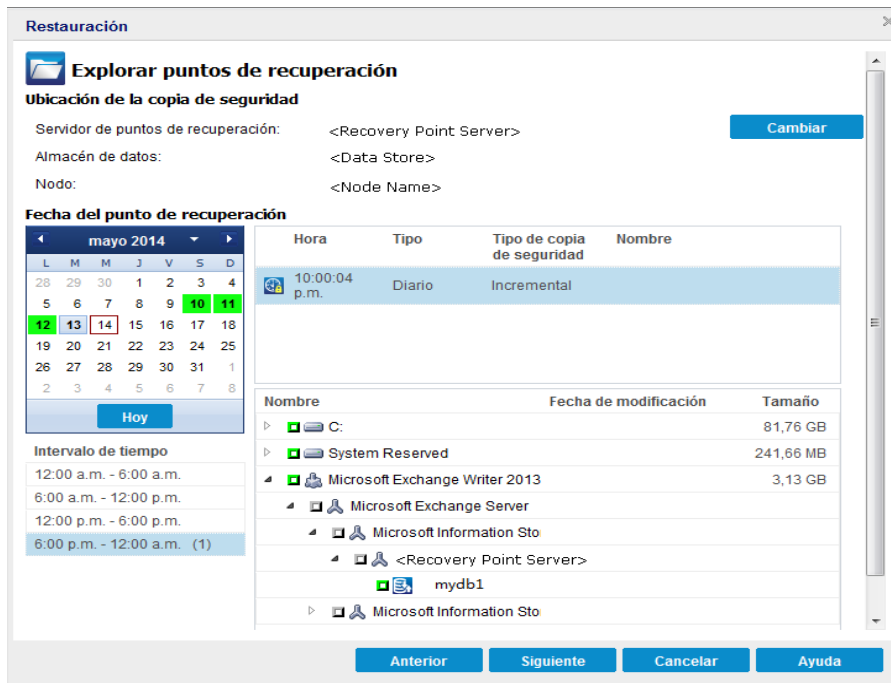 Restauración
Explorar puntos de recuperación
Ubicación de la copia de seguridad
Servidor de puntos de recuperación: <Recovery Point Server> Cambiar
Almacén de datos: <Data Store>
Nodo: <Node Name>
Fecha del punto de recuperación
mayo 2014
L M M J V S D
28 29 30 1 2 3 4
5 6 7 8 9 10 11
12 13 14 15 16 17 18
19 20 21 22 23 24 25
26 27 28 29 30 31 1
2 3 4 5 6 7 8
Hoy
Intervalo de tiempo
12:00 a.m. - 6:00 a.m.
6:00 a.m. - 12:00 p.m.
12:00 p.m. - 6:00 p.m.
6:00 p.m. - 12:00 a.m. (1)
Hora Tipo Tipo de copia de seguridad Nombre
10:00:04 p.m. Diario Incremental
Nombre Fecha de modificación Tamaño
C: 81,76 GB
System Reserved 241,66 MB
Microsoft Exchange Writer 2013 3,13 GB
Microsoft Exchange Server
Microsoft Information Sto
<Recovery Point Server>
mydb1
Microsoft Information Sto
Anterior Siguiente Cancelar Ayuda